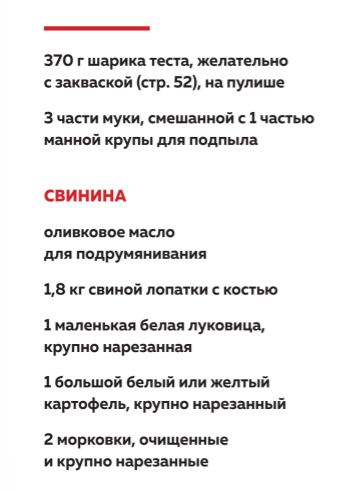 370 г шарика теста, желательно
с закваской (стр. 52), на пулише
3 части муки, смешанной с 1 частью
манной крупы для подпыла
СВИНИНА
оливковое масло
для подрумянивания
1,8 кг свиной лопатки с костью
1 маленькая белая луковица,
крупно нарезанная
1 большой белый или желтый
картофель, крупно нарезанный
2 морковки, очищенные
и крупно нарезанные